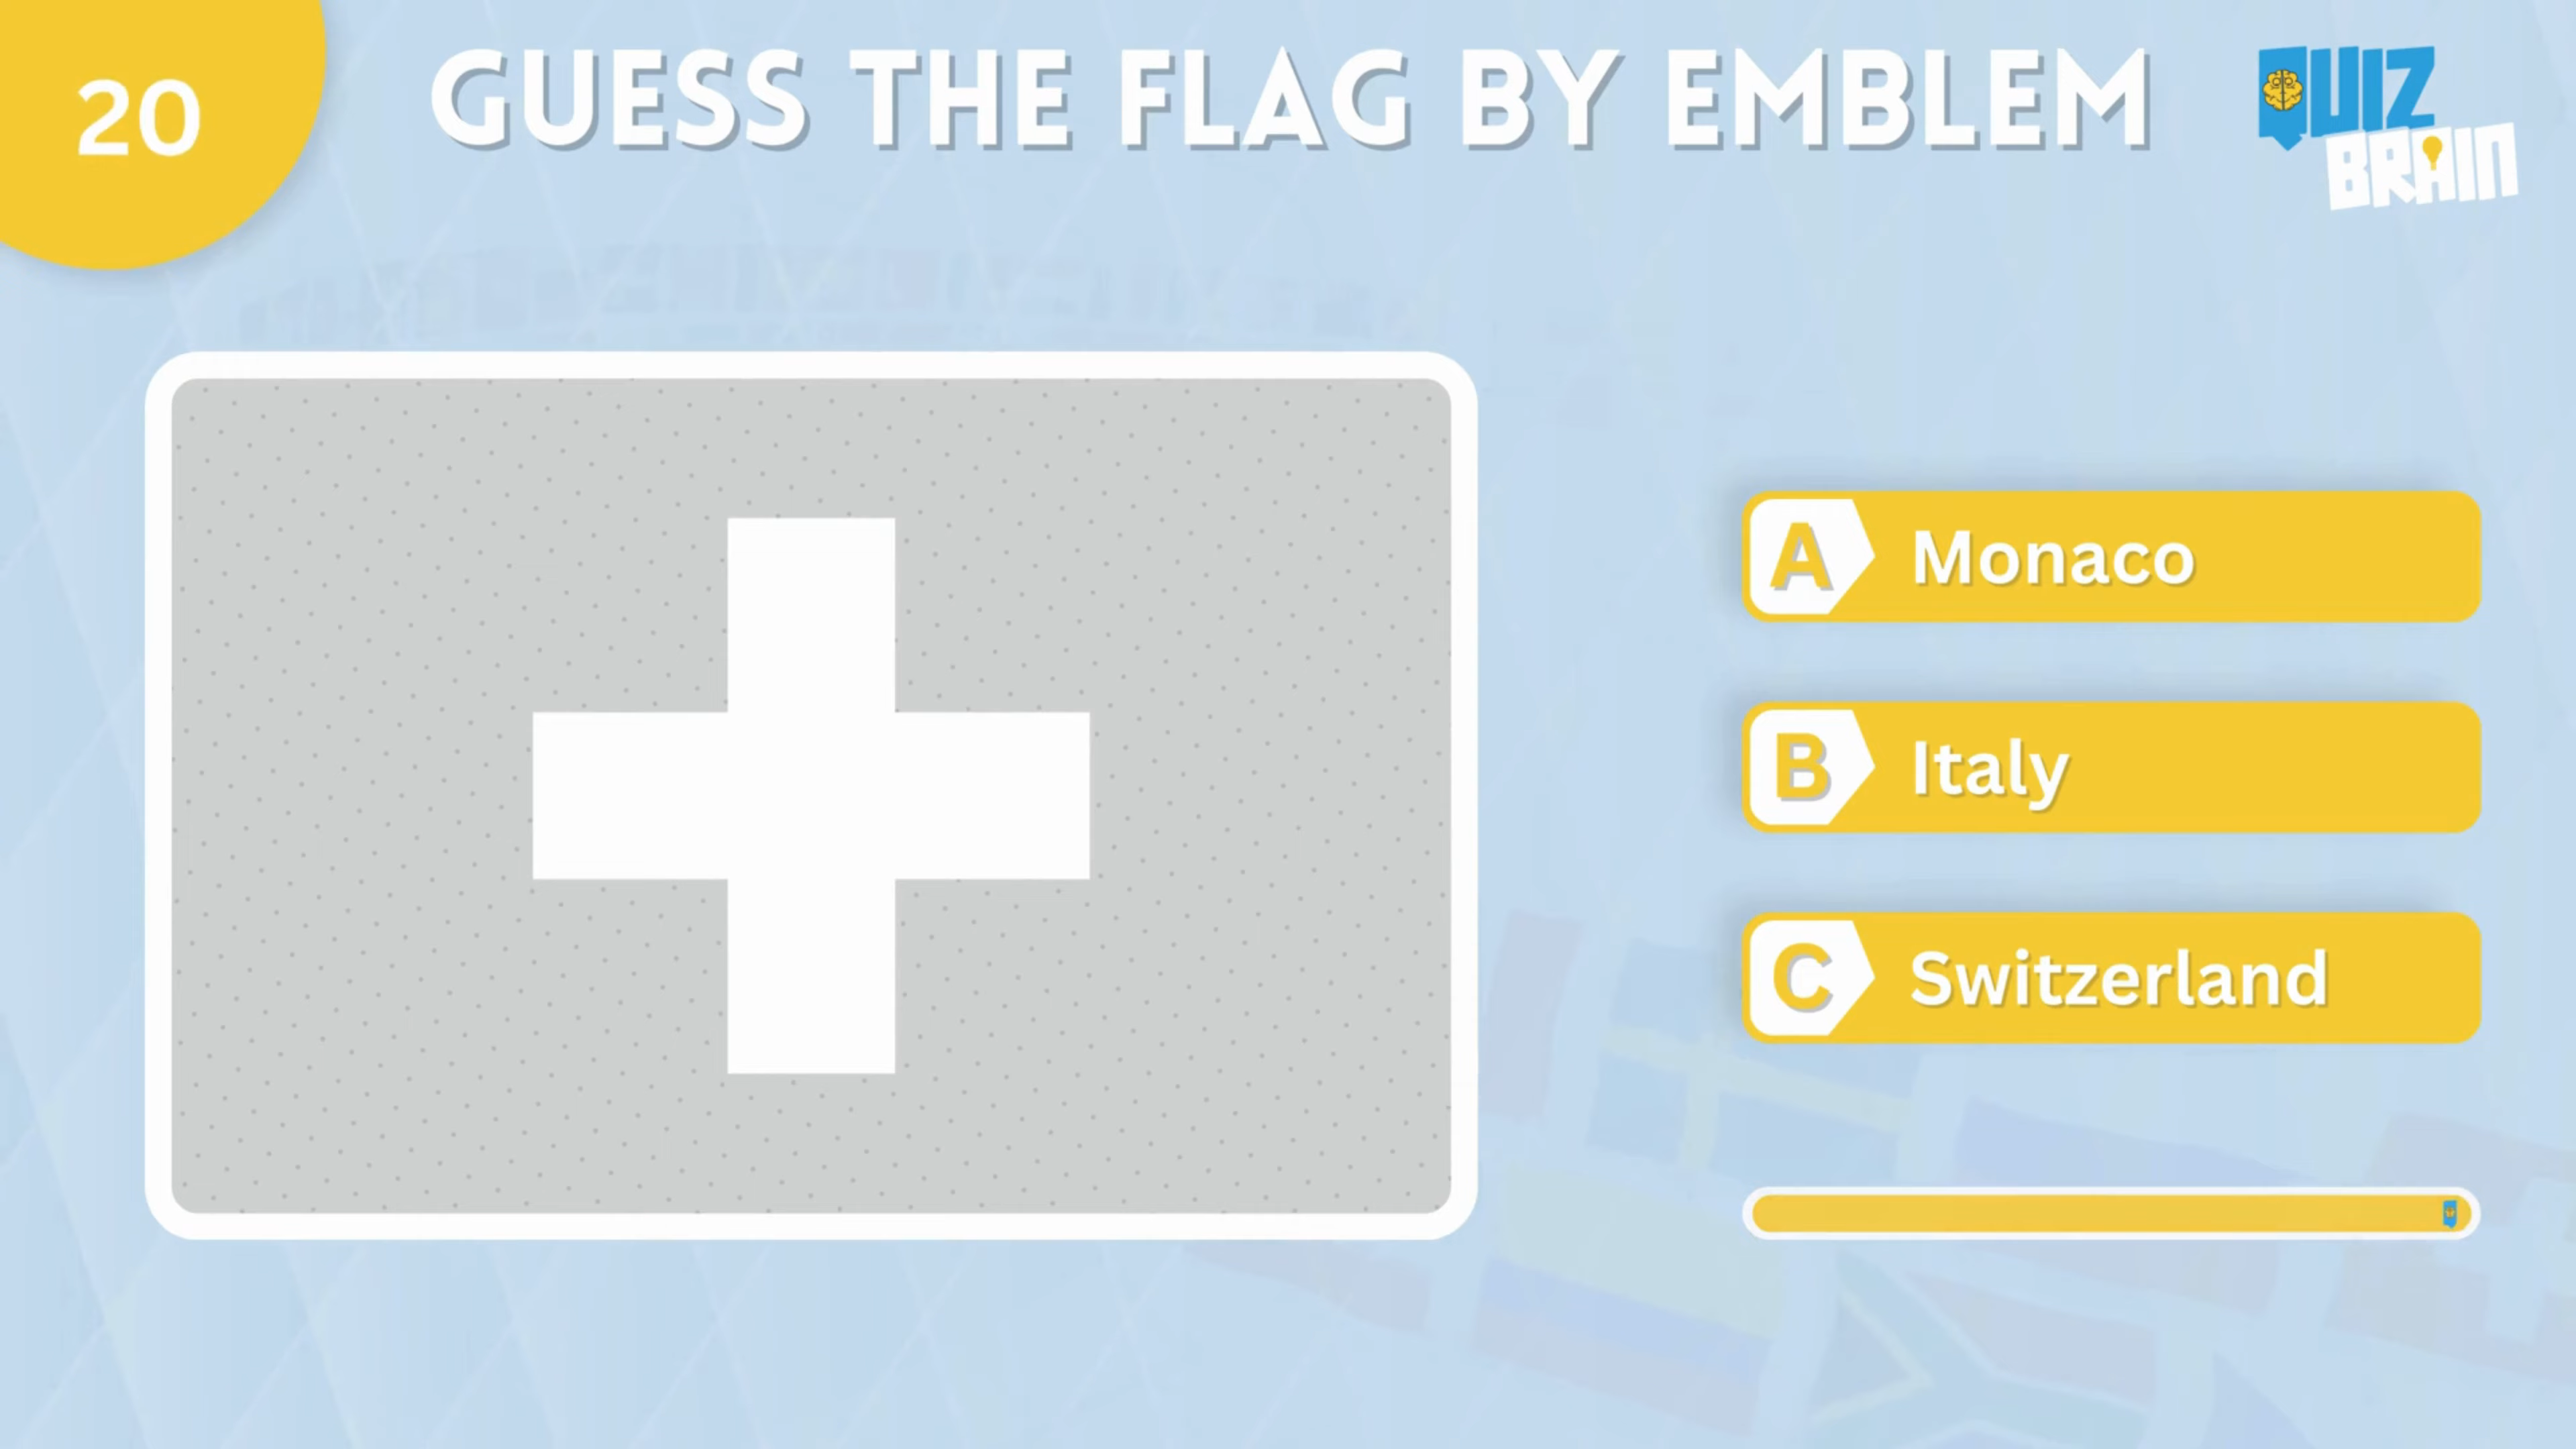 20
GUESS THE FLAG BY EMBLEM
QUIZ
BRAIN
A Monaco
B Italy
C Switzerland